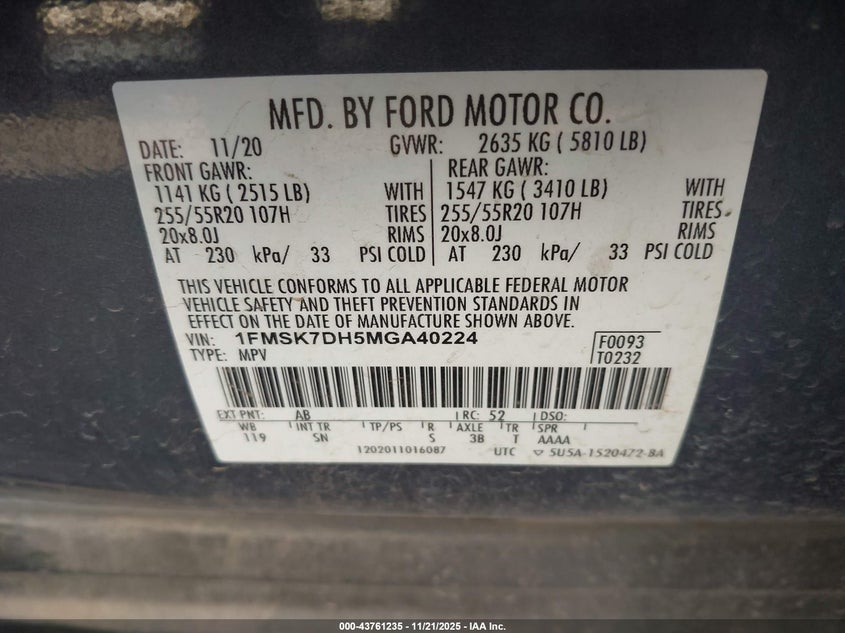 MFD. BY FORD MOTOR CO.
DATE: 11/20 GVWR: 2635 KG ( 5810 LB)
FRONT GAWR: REAR GAWR:
1141 KG ( 2515 LB) WITH 1547 KG ( 3410 LB) WITH
255/55R20 107H TIRES 255/55R20 107H TIRES
20x8.0J RIMS 20x8.0J RIMS
AT 230 kPa/ 33 PSI COLD AT 230 kPa/ 33 PSI COLD
THIS VEHICLE CONFORMS TO ALL APPLICABLE FEDERAL MOTOR
VEHICLE SAFETY AND THEFT PREVENTION STANDARDS IN
EFFECT ON THE DATE OF MANUFACTURE SHOWN ABOVE.
VIN: 1FMSK7DH5MGA40224 F0093
TYPE: MPV T0232
EXT PNT: AB RC: 52 DSO:
WB INT TR TP/PS R AXLE TR SPR
119 SN S 3B T AAAA
1202011016087 UTC ▽ 5U5A-1520472-BA
000-43761235 - 11/21/2025 - IAA Inc.